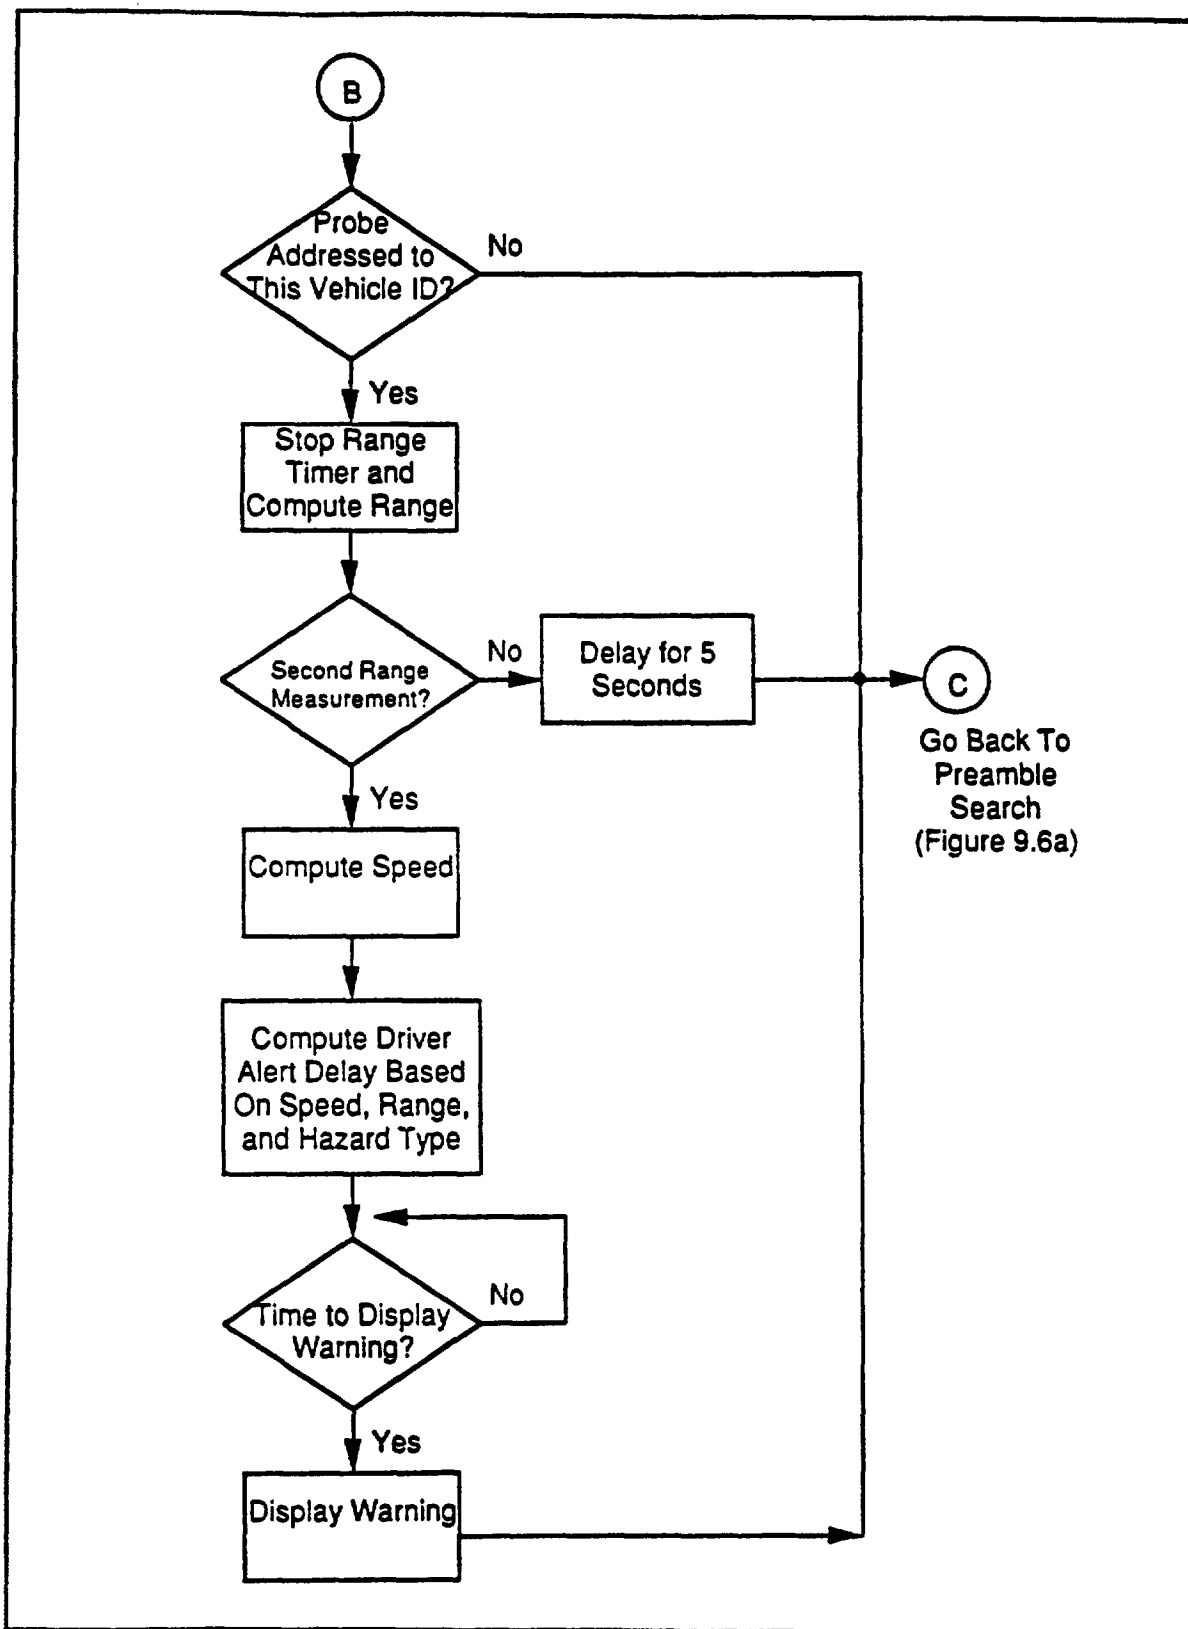 B
Probe
Addressed to
This Vehicle ID?
No
Yes
Stop Range
Timer and
Compute Range
Second Range
Measurement?
No
Delay for 5
Seconds
C
Go Back To
Preamble
Search
(Figure 9.6a)
Yes
Compute Speed
Compute Driver
Alert Delay Based
On Speed, Range,
and Hazard Type
Time to Display
Warning?
No
Yes
Display Warning